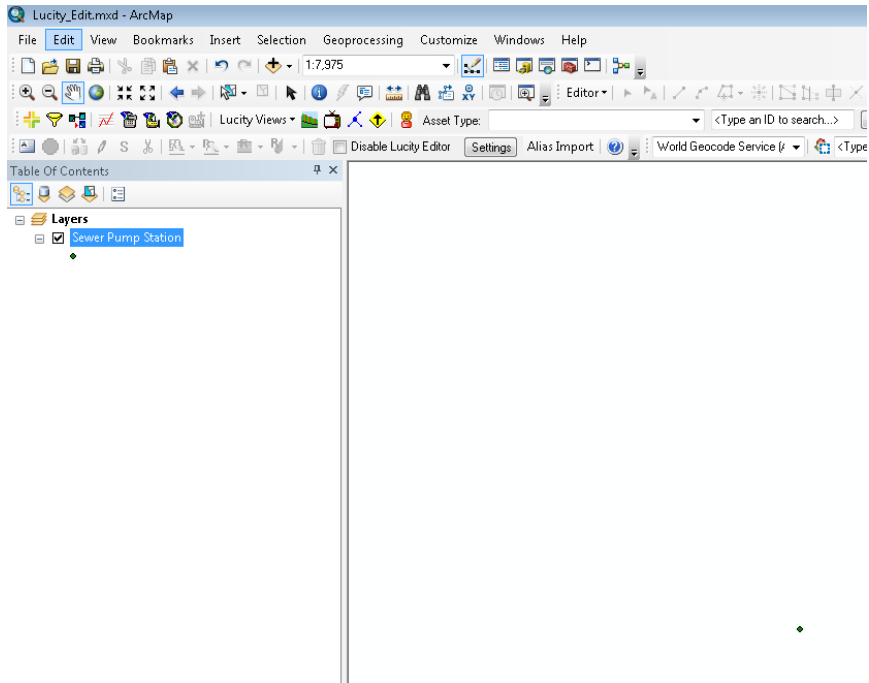 Lucity_Edit.mxd - ArcMap
File Edit View Bookmarks Insert Selection Geoprocessing Customize Windows Help
1:7,975
Editor
Lucity Views Asset Type: <Type an ID to search...>
S Disable Lucity Editor Settings Alias Import World Geocode Service (A <Type
Table Of Contents
Layers
Sewer Pump Station